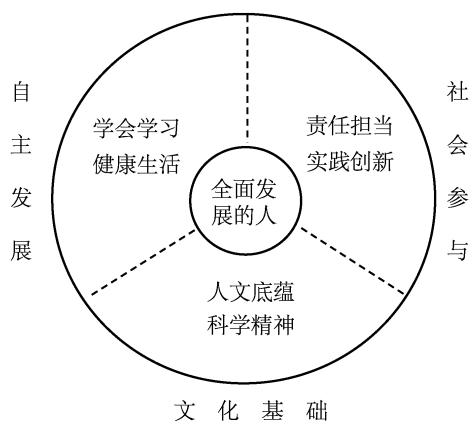 自主发展
学会学习
健康生活
责任担当
实践创新
社会参与
全面发
展的人
人文底蕴
科学精神
文化基础